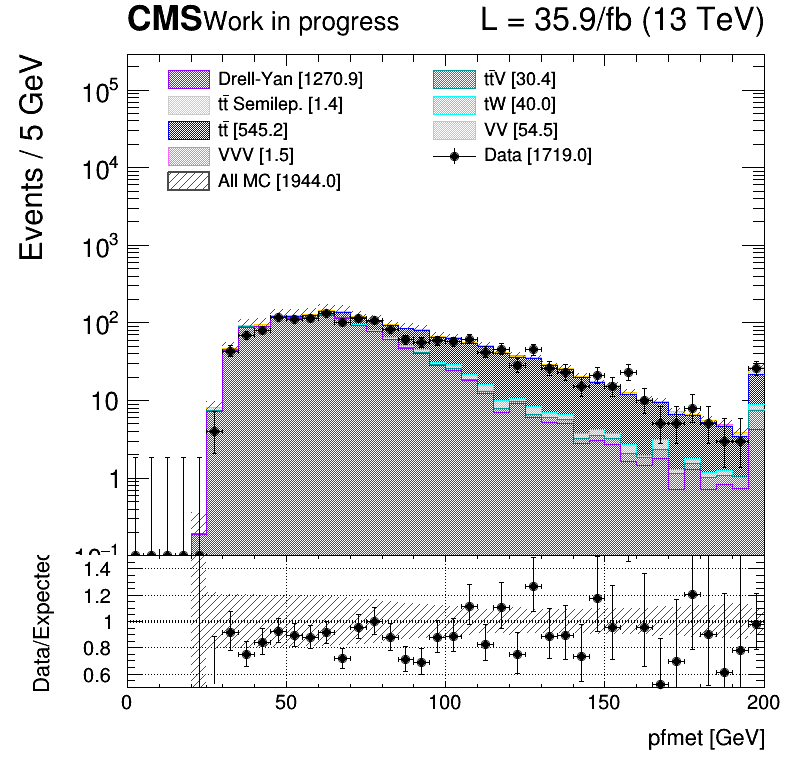 CMS Work in progress L = 35.9/fb (13 TeV)
Events / 5 GeV
Drell-Yan [1270.9] tt̄V [30.4]
tt̄ Semilep. [1.4] tW [40.0]
tt̄ [545.2] VV [54.5]
VVV [1.5] Data [1719.0]
All MC [1944.0]
10⁵
10⁴
10³
10²
10
1
10⁻¹
Data/Expected
1.4
1.2
1
0.8
0.6
0 50 100 150 200
pfmet [GeV]